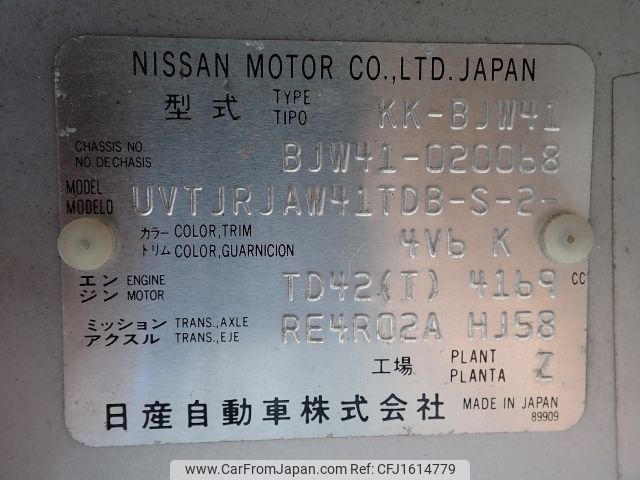 NISSAN MOTOR CO.,LTD. JAPAN
型式 TYPE TIPO KK-BJW41
CHASSIS NO. NO. DE CHASIS BJW41-020068
MODEL MODELO UVTJRJAW41TDB-S-2-
カラー COLOR,TRIM トリム COLOR,GUARNICION 4V6 K
エンジン ENGINE MOTOR TD42(T) 4169 CC
ミッション TRANS.,AXLE アクスル TRANS.,EJE RE4R02A HJ58
工場 PLANT PLANTA Z
日産自動車株式会社 MADE IN JAPAN
89909
www.CarFromJapan.com © CarFromJapan CFJ1614779